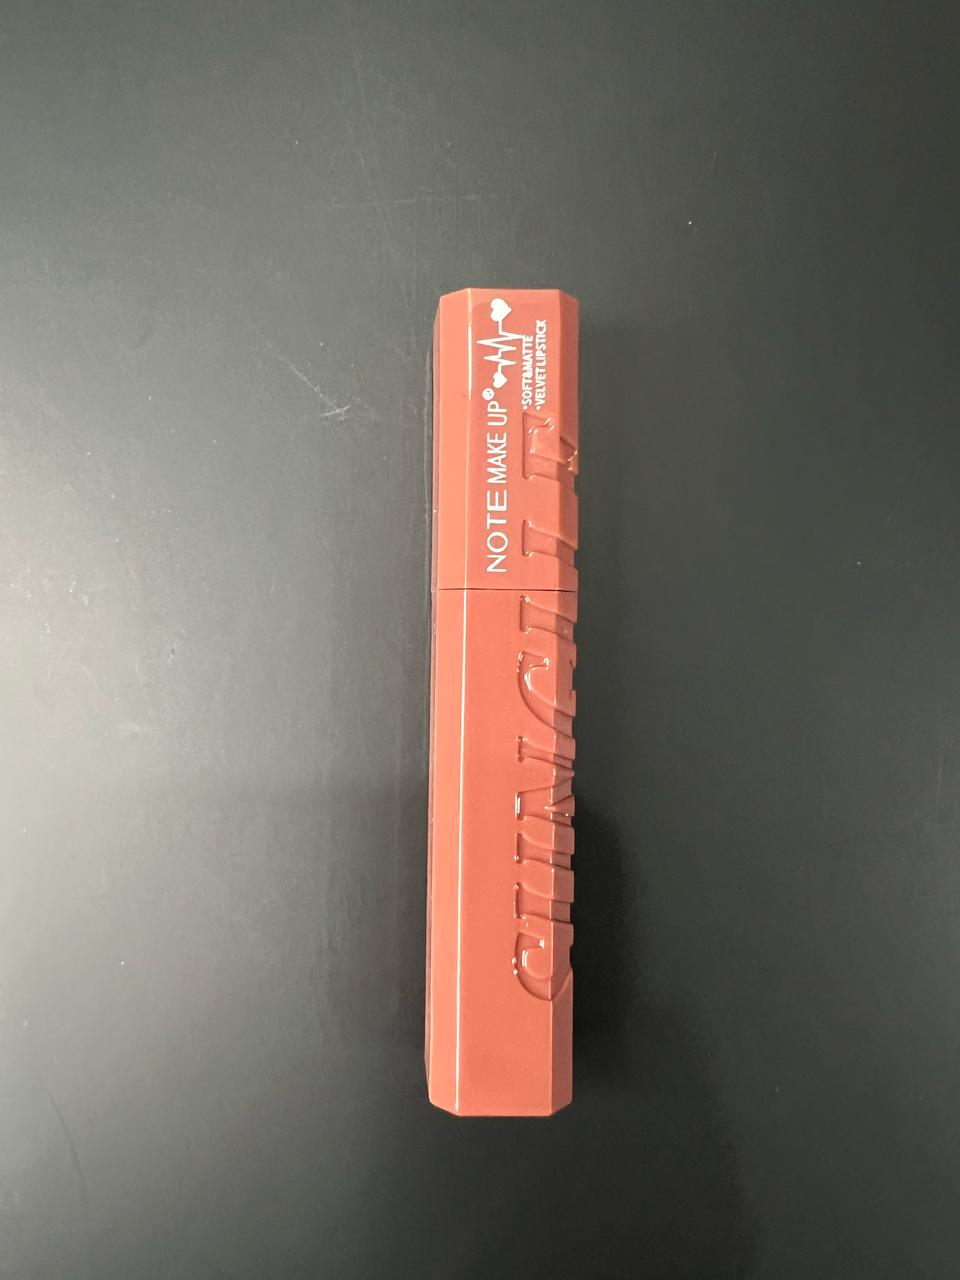 NOTE MAKE UP
•SOFT&MATTE
•VELVET LIPSTICK